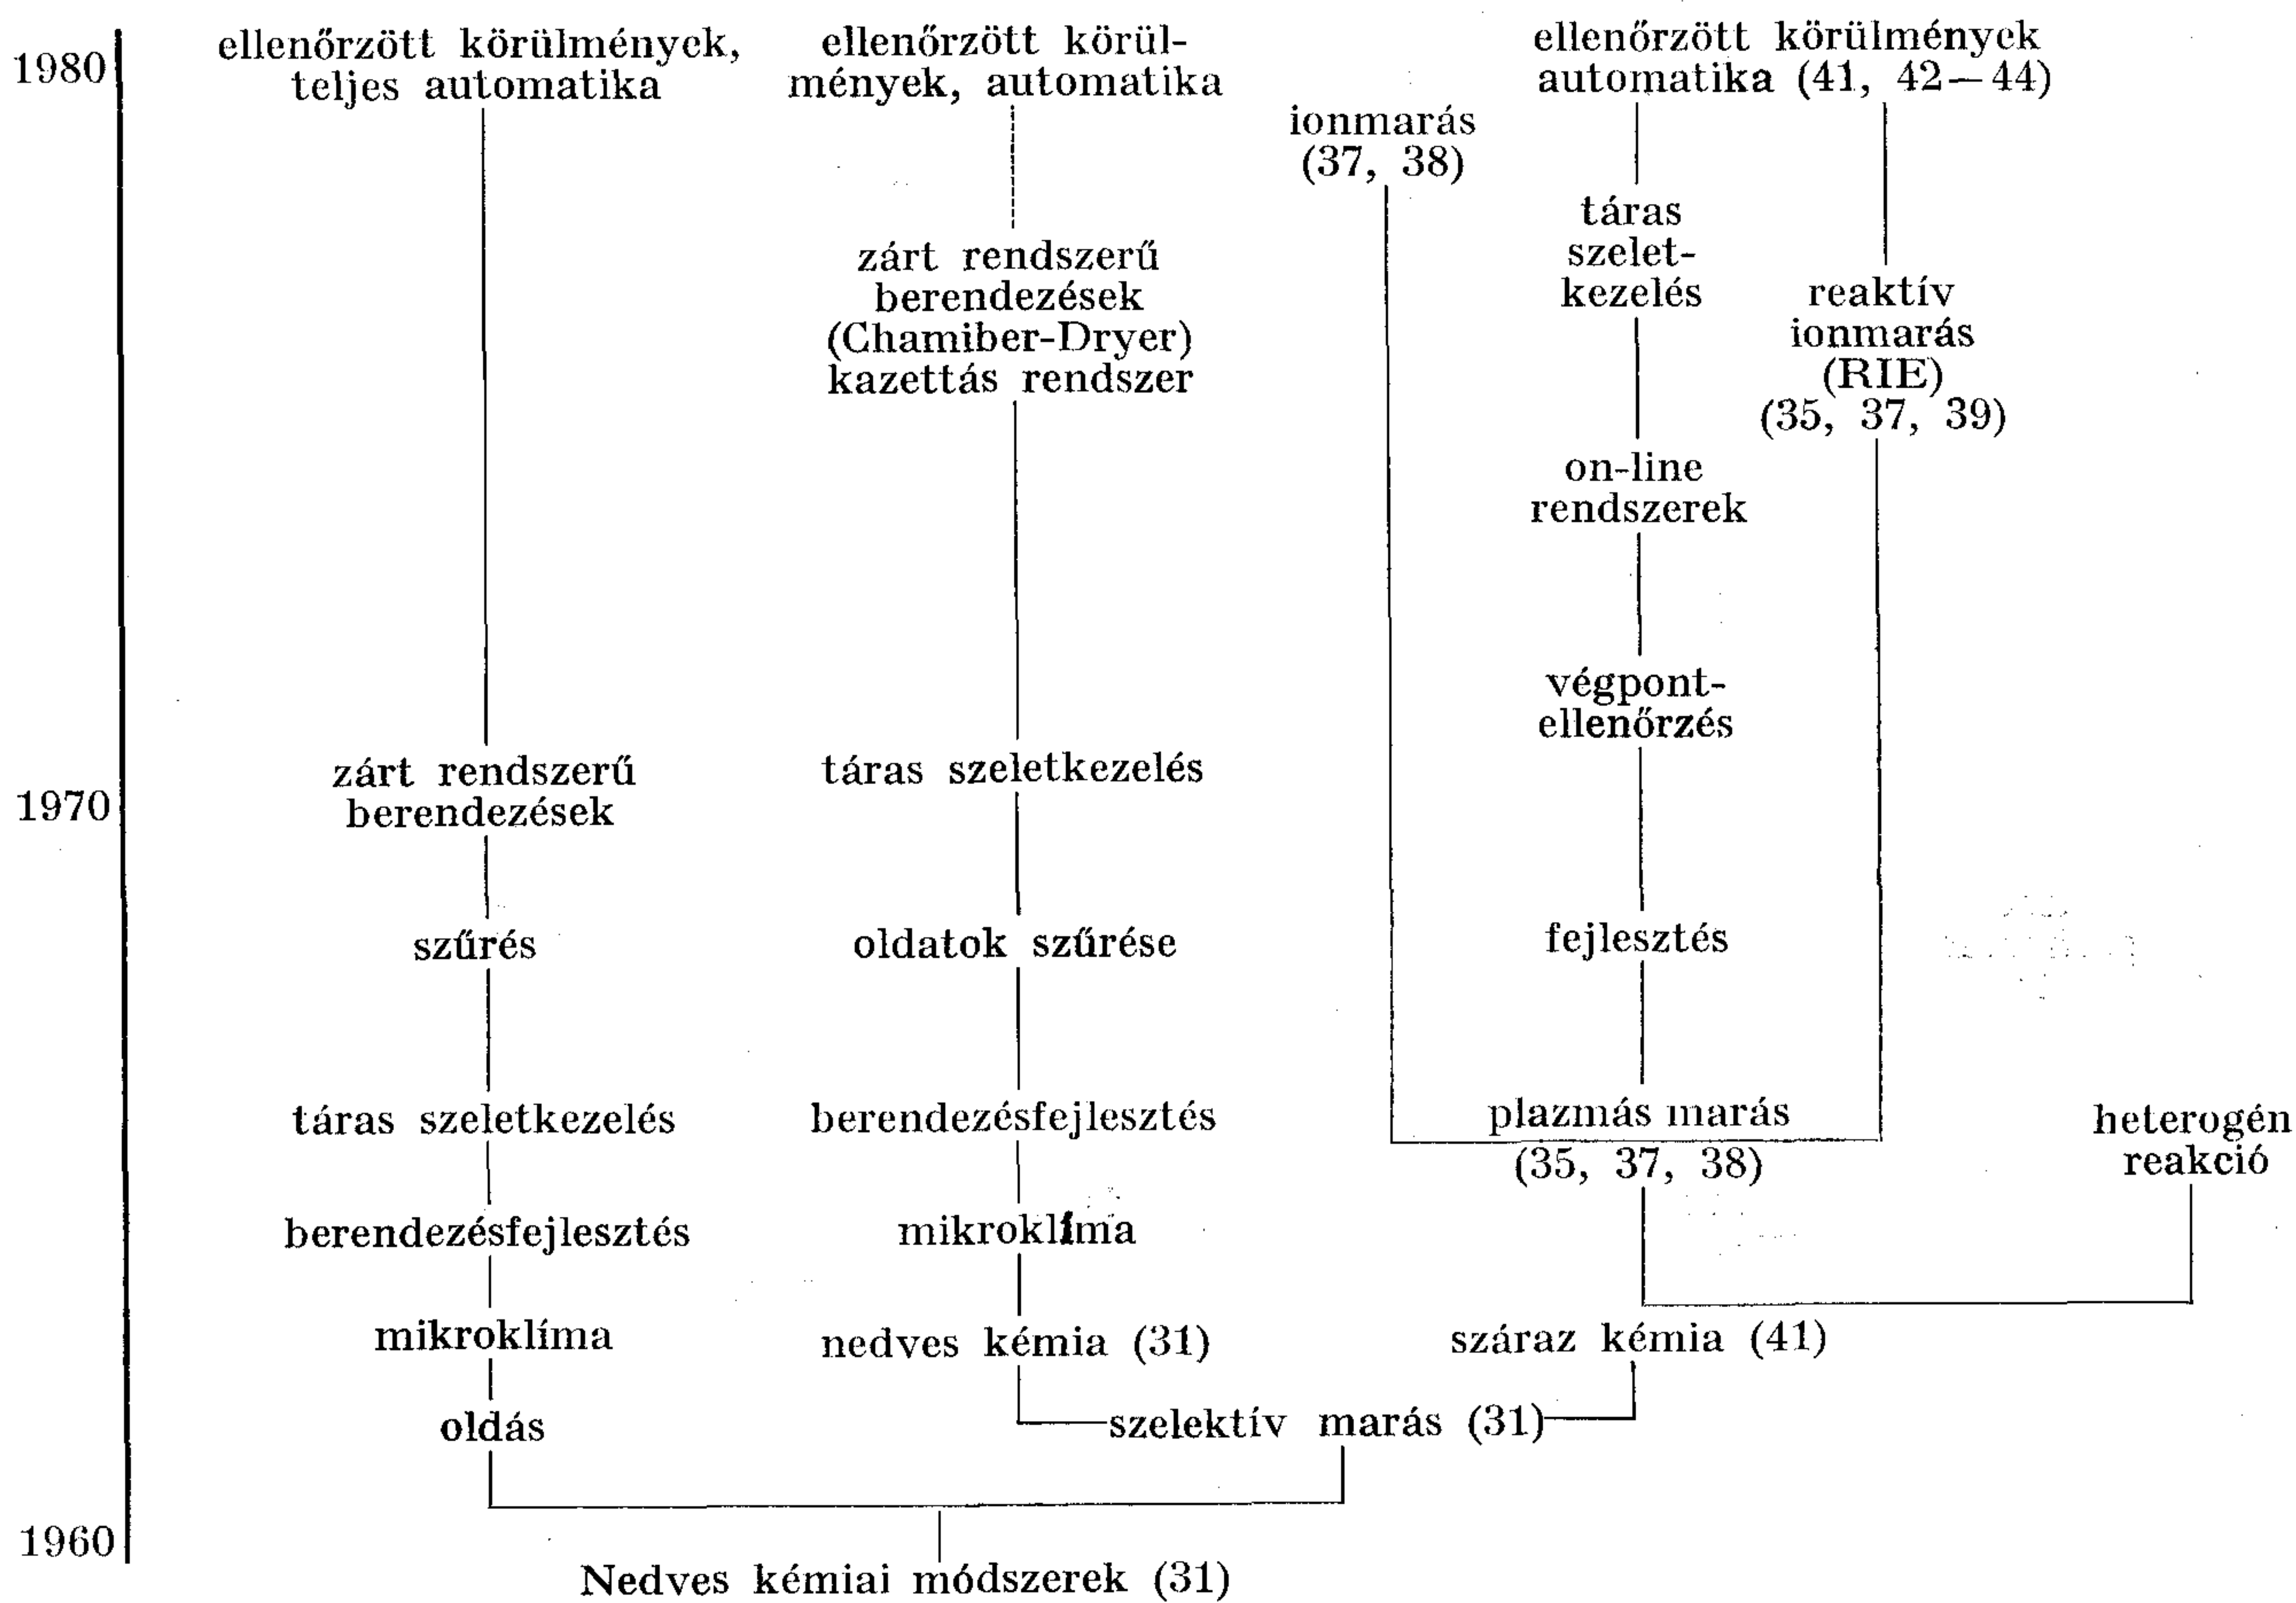 1980
ellenőrzött körülmények,
teljes automatika
ellenőrzött körül-
mények, automatika
ellenőrzött körülmények
automatika (41, 42—44)
ionmarás
(37, 38)
táras
szelet-
kezelés
zárt rendszerű
berendezések
(Chamiber-Dryer)
kazettás rendszer
reaktív
ionmarás
(RIE)
(35, 37, 39)
on-line
rendszerek
végpont-
ellenőrzés
1970
zárt rendszerű
berendezések
táras szeletkezelés
szűrés
oldatok szűrése
fejlesztés
táras szeletkezelés
berendezésfejlesztés
plazmás marás
(35, 37, 38)
heterogén
reakció
berendezésfejlesztés
mikroklíma
mikroklíma
nedves kémia (31)
száraz kémia (41)
oldás
szelektív marás (31)
1960
Nedves kémiai módszerek (31)